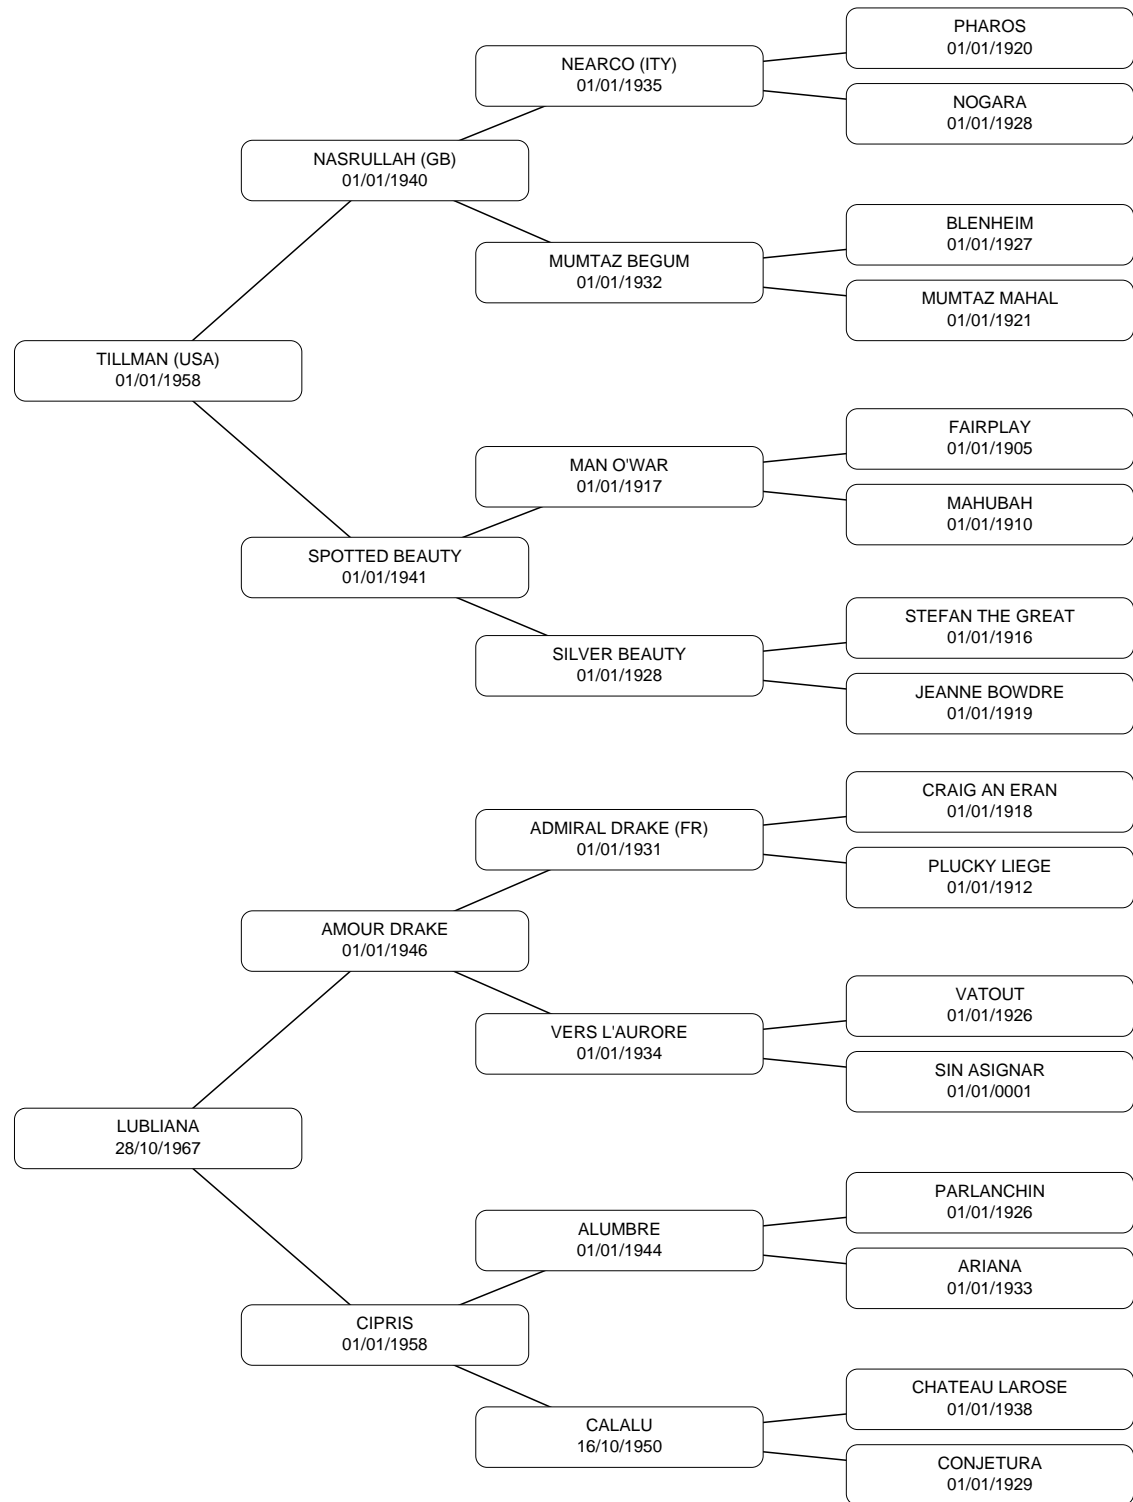 PHAROS
01/01/1920
NEARCO (ITY)
01/01/1935
NOGARA
01/01/1928
NASRULLAH (GB)
01/01/1940
BLENHEIM
01/01/1927
MUMTAZ BEGUM
01/01/1932
MUMTAZ MAHAL
01/01/1921
TILLMAN (USA)
01/01/1958
FAIRPLAY
01/01/1905
MAN O'WAR
01/01/1917
MAHUBAH
01/01/1910
SPOTTED BEAUTY
01/01/1941
STEFAN THE GREAT
01/01/1916
SILVER BEAUTY
01/01/1928
JEANNE BOWDRE
01/01/1919
CRAIG AN ERAN
01/01/1918
ADMIRAL DRAKE (FR)
01/01/1931
PLUCKY LIEGE
01/01/1912
AMOUR DRAKE
01/01/1946
VATOUT
01/01/1926
VERS L'AURORE
01/01/1934
SIN ASIGNAR
01/01/0001
LUBLIANA
28/10/1967
PARLANCHIN
01/01/1926
ALUMBRE
01/01/1944
ARIANA
01/01/1933
CIPRIS
01/01/1958
CHATEAU LAROSE
01/01/1938
CALALU
16/10/1950
CONJETURA
01/01/1929